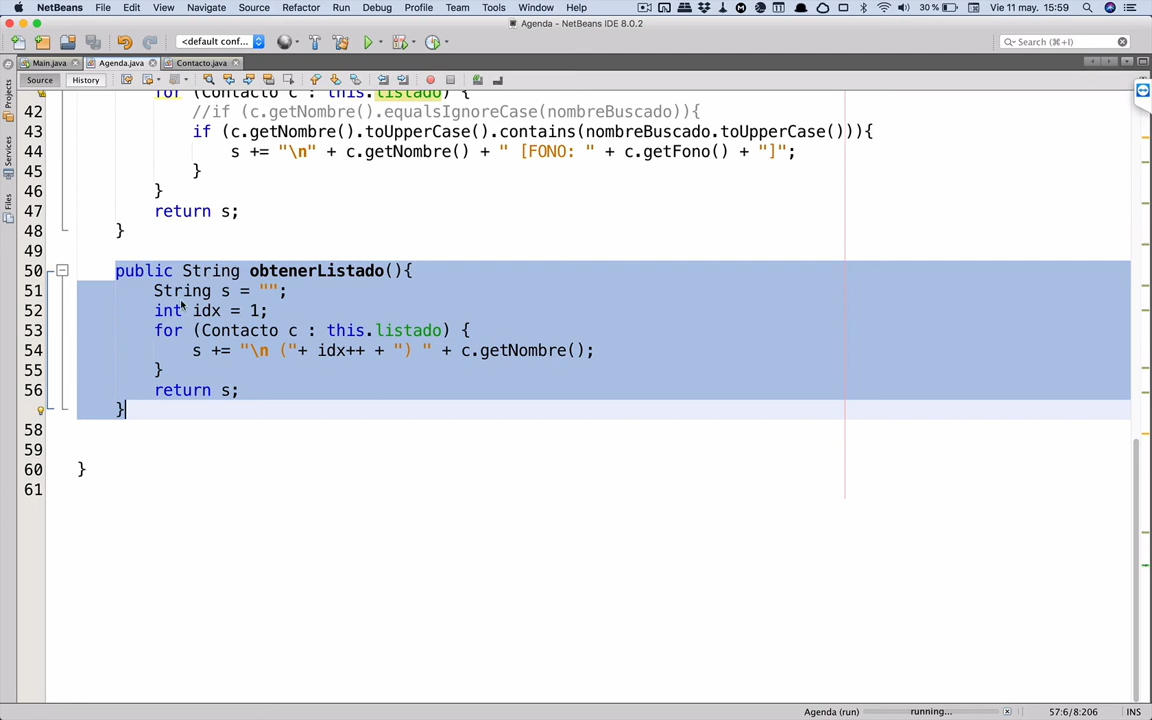 NetBeans File Edit View Navigate Source Refactor Run Debug Profile Team Tools Window Help 30% Vie 11 may. 15:59
Agenda - NetBeans IDE 8.0.2
<default conf... Search (⌘+I)
Main.java Agenda.java Contacto.java
Source History
Projects
Services
Files
for (Contacto c : this.listado) {
42 //if (c.getNombre().equalsIgnoreCase(nombreBuscado)){
43 if (c.getNombre().toUpperCase().contains(nombreBuscado.toUpperCase())){
44 s += "\n" + c.getNombre() + " [FONO: " + c.getFono() + "]";
45 }
46 }
47 return s;
48 }
49
50 public String obtenerListado(){
51 String s = "";
52 int idx = 1;
53 for (Contacto c : this.listado) {
54 s += "\n ("+ idx++ + ") " + c.getNombre();
55 }
56 return s;
}
58
59
60 }
61
Agenda (run) running... 57:6/8:206 INS